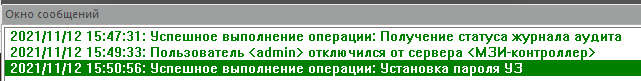 Окно сообщений
2021/11/12 15:47:31: Успешное выполнение операции: Получение статуса журнала аудита
2021/11/12 15:49:33: Пользователь <admin> отключился от сервера <МЗИ-контроллер>
2021/11/12 15:50:56: Успешное выполнение операции: Установка пароля УЗ